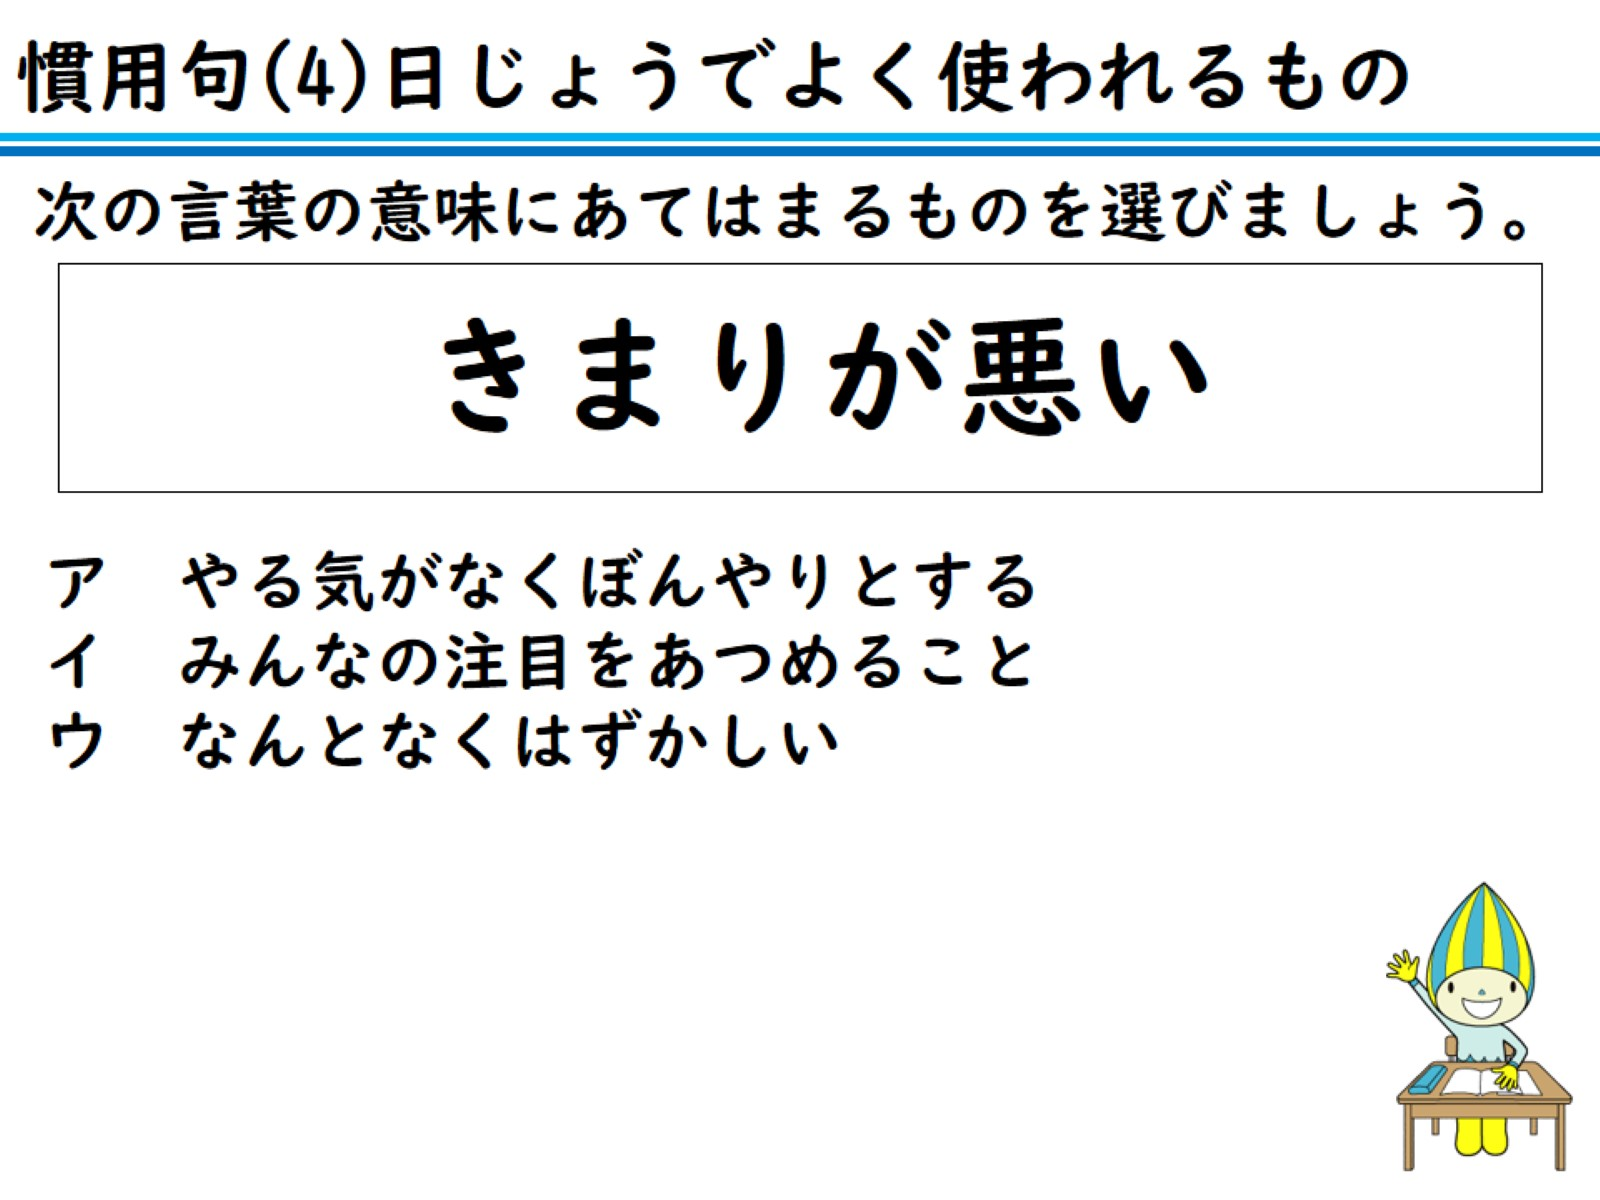 慣用句(4)日じょうでよく使われるもの
次の言葉の意味にあてはまるものを選びましょう。
きまりが悪い
ア　やる気がなくぼんやりとする
イ　みんなの注目をあつめること
ウ　なんとなくはずかしい